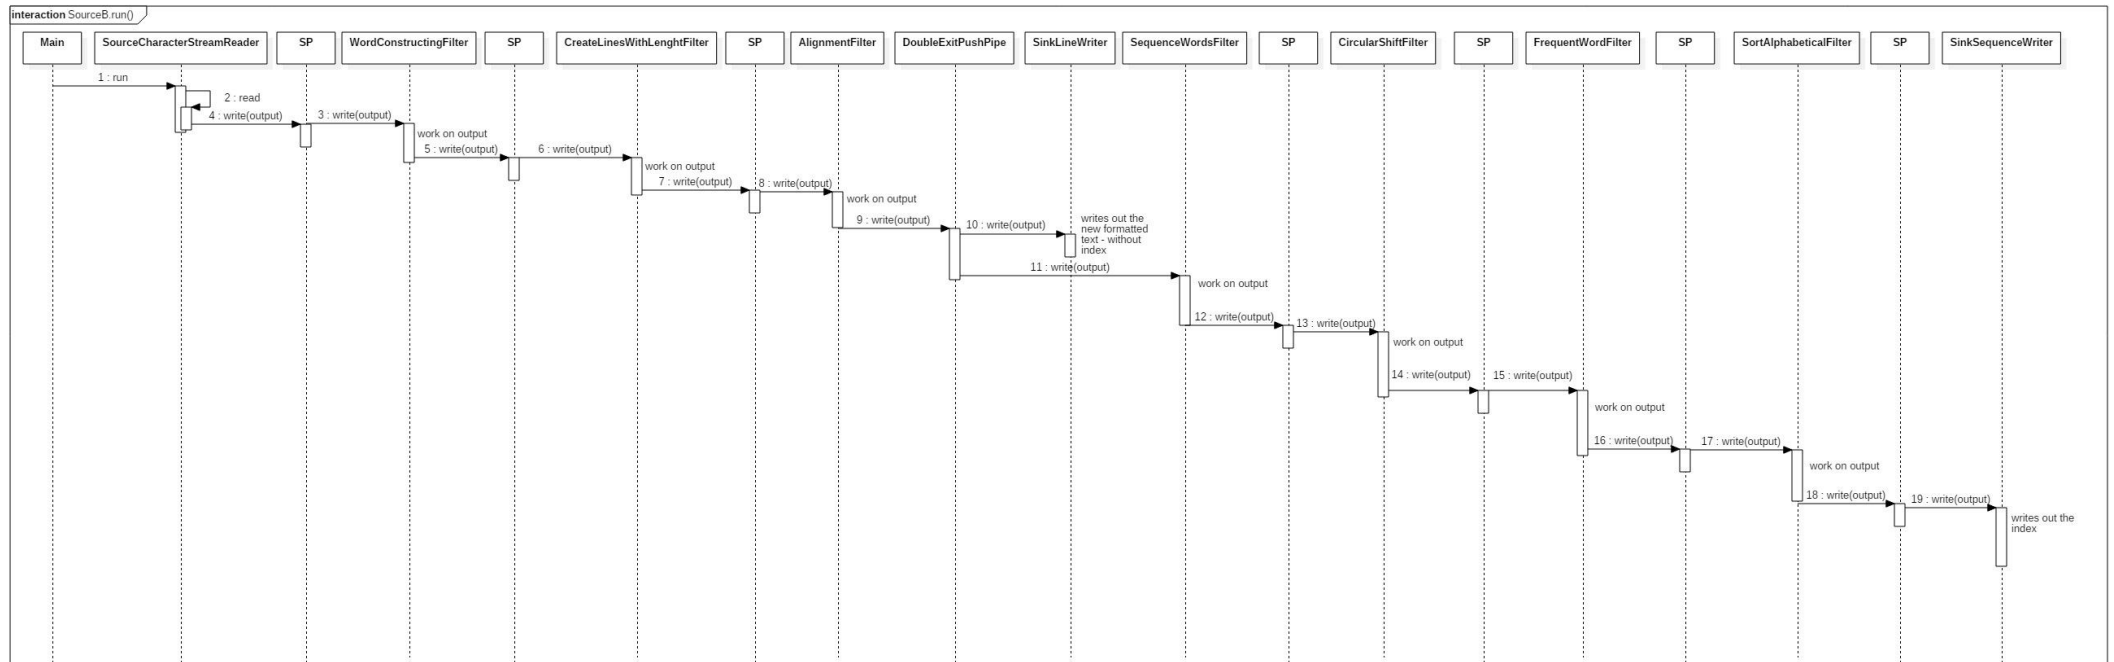 interaction SourceB.run()
Main
SourceCharacterStreamReader
SP
WordConstructingFilter
SP
CreateLinesWithLenghtFilter
SP
AlignmentFilter
DoubleExitPushPipe
SinkLineWriter
SequenceWordsFilter
SP
CircularShiftFilter
SP
FrequentWordFilter
SP
SortAlphabeticalFilter
SP
SinkSequenceWriter
1 : run
2 : read
4 : write(output)
3 : write(output)
work on output
5 : write(output)
6 : write(output)
work on output
7 : write(output)
8 : write(output)
work on output
9 : write(output)
10 : write(output)
writes out the
new formatted
text - without
index
11 : write(output)
work on output
12 : write(output)
13 : write(output)
work on output
14 : write(output)
15 : write(output)
work on output
16 : write(output)
17 : write(output)
work on output
18 : write(output)
19 : write(output)
writes out the
index